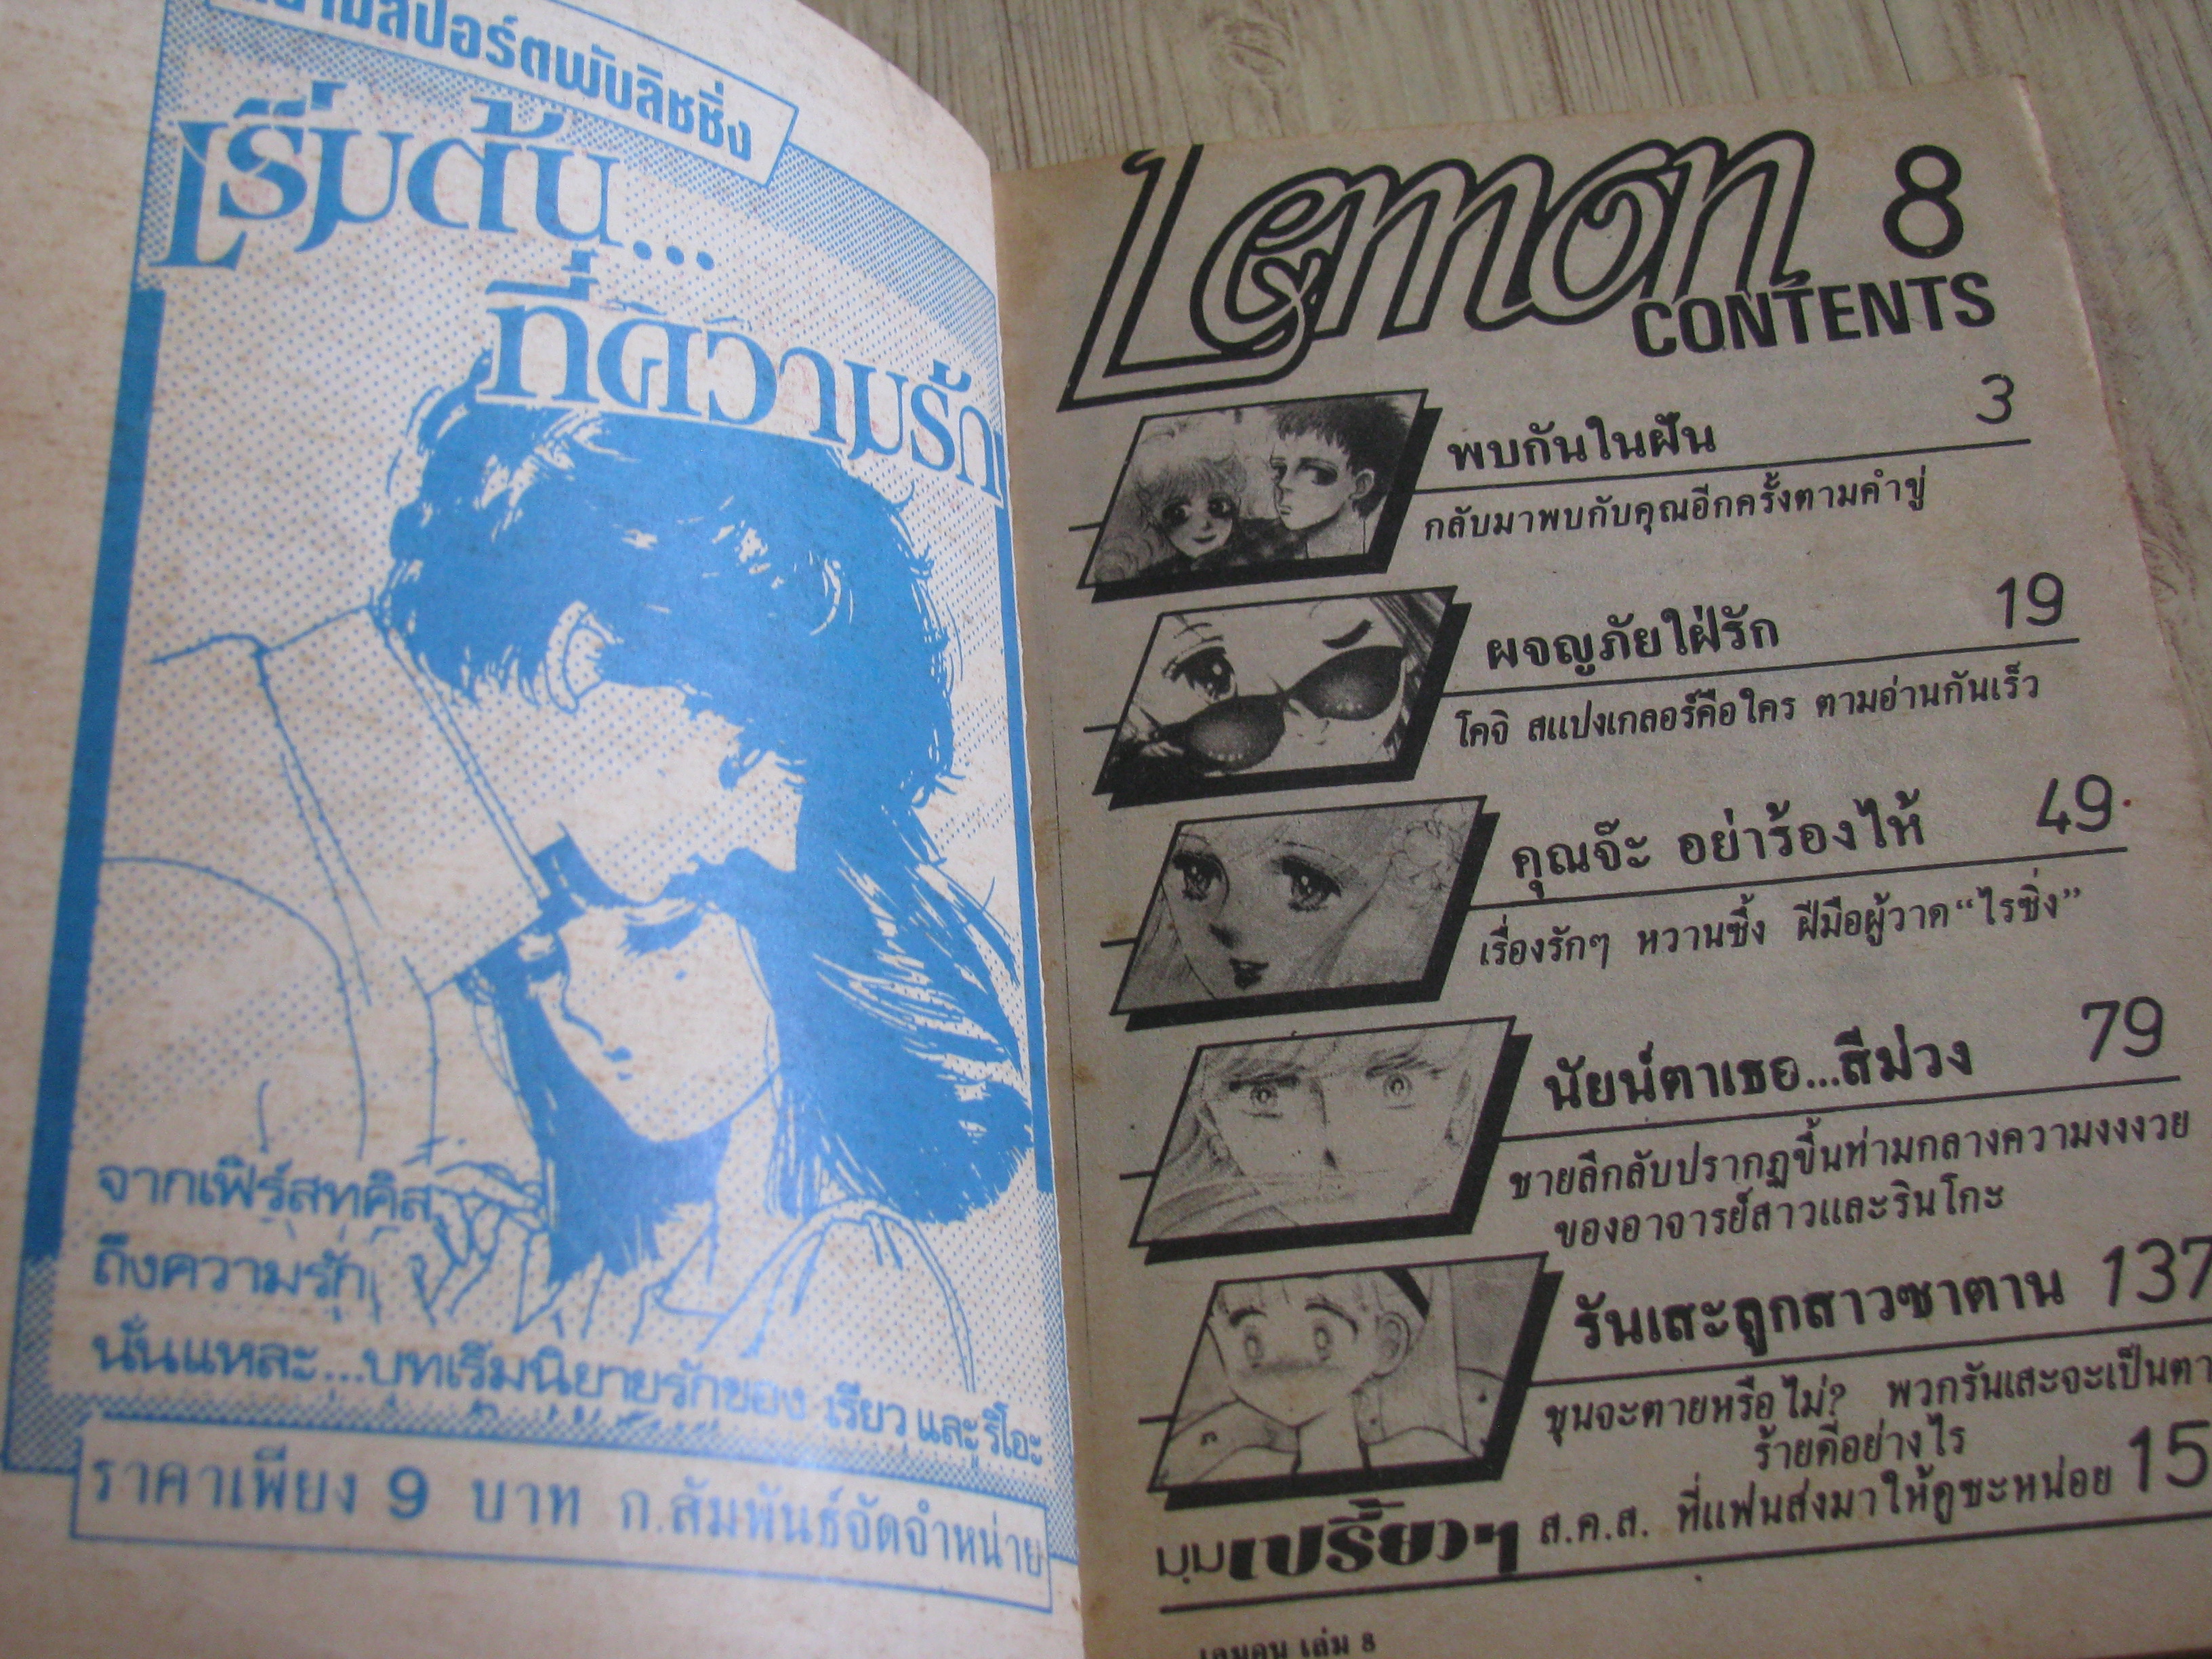 สยามสปอร์ตพับลิชชิ่ง
เริ่มต้น...
ที่ความรัก
จากเฟิร์สทคิส
ถึงความรัก
นั่นแหละ...บทเริ่มนิยายรักของ เรียว และ ริโอะ
ราคาเพียง 9 บาท ก.สัมพันธ์จัดจำหน่าย
Lemon 8
CONTENTS
พบกันในฝัน 3
กลับมาพบกับคุณอีกครั้งตามคำขู่
ผจญภัยใฝ่รัก 19
โคจิ สแปงเกลอร์คือใคร ตามอ่านกันเร็ว
คุณจ๊ะ อย่าร้องไห้ 49
เรื่องรักๆ หวานซึ้ง ฝีมือผู้วาด “ไรซิ่ง”
นัยน์ตาเธอ...สีม่วง 79
ชายลึกลับปรากฏขึ้นท่ามกลางความงงงวย
ของอาจารย์สาวและรินโกะ
รันเสะลูกสาวซาตาน 137
ชุนจะตายหรือไม่? พวกรันเสะจะเป็นตา
ร้ายดีอย่างไร
มุมเปรี้ยวๆ ส.ค.ส. ที่แฟนส่งมาให้ดูซะหน่อย 15
เลมอน เล่ม 8